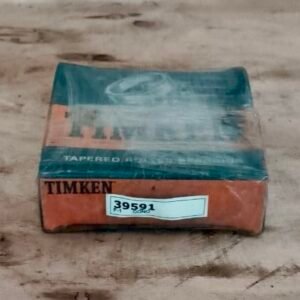 TIMKEN
TAPERED ROLLER BEARINGS
TIMKEN
39591